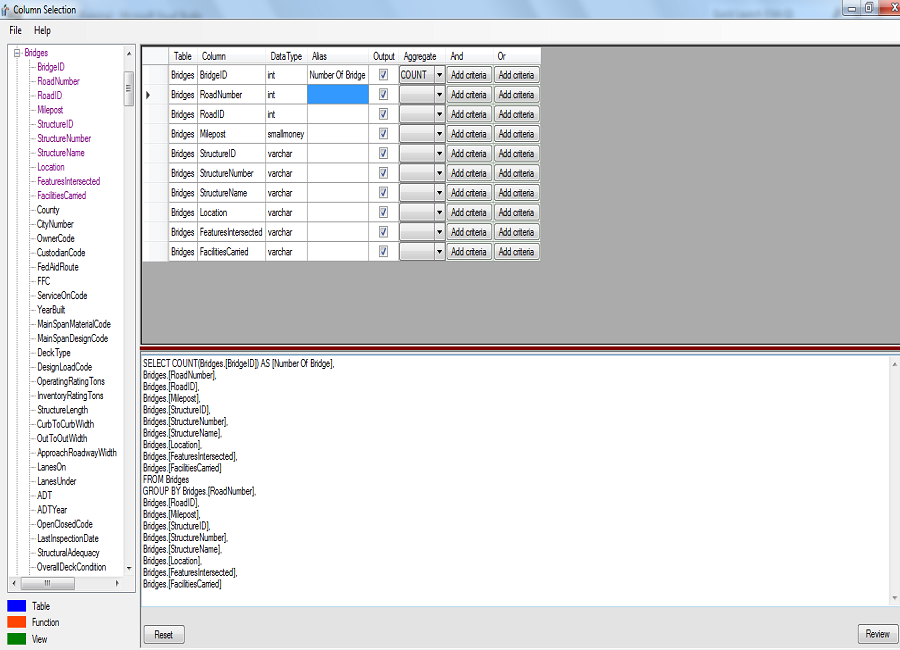 Column Selection
File Help
Bridges
BridgeID
RoadNumber
RoadID
Milepost
StructureID
StructureNumber
StructureName
Location
FeaturesIntersected
FacilitiesCarried
County
CityNumber
OwnerCode
CustodianCode
FedAidRoute
FFC
ServiceOnCode
YearBuilt
MainSpanMaterialCode
MainSpanDesignCode
DeckType
DesignLoadCode
OperatingRatingTons
InventoryRatingTons
StructureLength
CurbToCurbWidth
OutToOutWidth
ApproachRoadwayWidth
LanesOn
LanesUnder
ADT
ADTYear
OpenClosedCode
LastInspectionDate
StructuralAdequacy
OverallDeckCondition
Table
Function
View
Table Column DataType Alias Output Aggregate And Or
Bridges BridgeID int Number Of Bridge COUNT Add criteria Add criteria
Bridges RoadNumber int Add criteria Add criteria
Bridges RoadID int Add criteria Add criteria
Bridges Milepost smallmoney Add criteria Add criteria
Bridges StructureID varchar Add criteria Add criteria
Bridges StructureNumber varchar Add criteria Add criteria
Bridges StructureName varchar Add criteria Add criteria
Bridges Location varchar Add criteria Add criteria
Bridges FeaturesIntersected varchar Add criteria Add criteria
Bridges FacilitiesCarried varchar Add criteria Add criteria
SELECT COUNT(Bridges.[BridgeID]) AS [Number Of Bridge],
Bridges.[RoadNumber],
Bridges.[RoadID],
Bridges.[Milepost],
Bridges.[StructureID],
Bridges.[StructureNumber],
Bridges.[StructureName],
Bridges.[Location],
Bridges.[FeaturesIntersected],
Bridges.[FacilitiesCarried]
FROM Bridges
GROUP BY Bridges.[RoadNumber],
Bridges.[RoadID],
Bridges.[Milepost],
Bridges.[StructureID],
Bridges.[StructureNumber],
Bridges.[StructureName],
Bridges.[Location],
Bridges.[FeaturesIntersected],
Bridges.[FacilitiesCarried]
Reset
Review